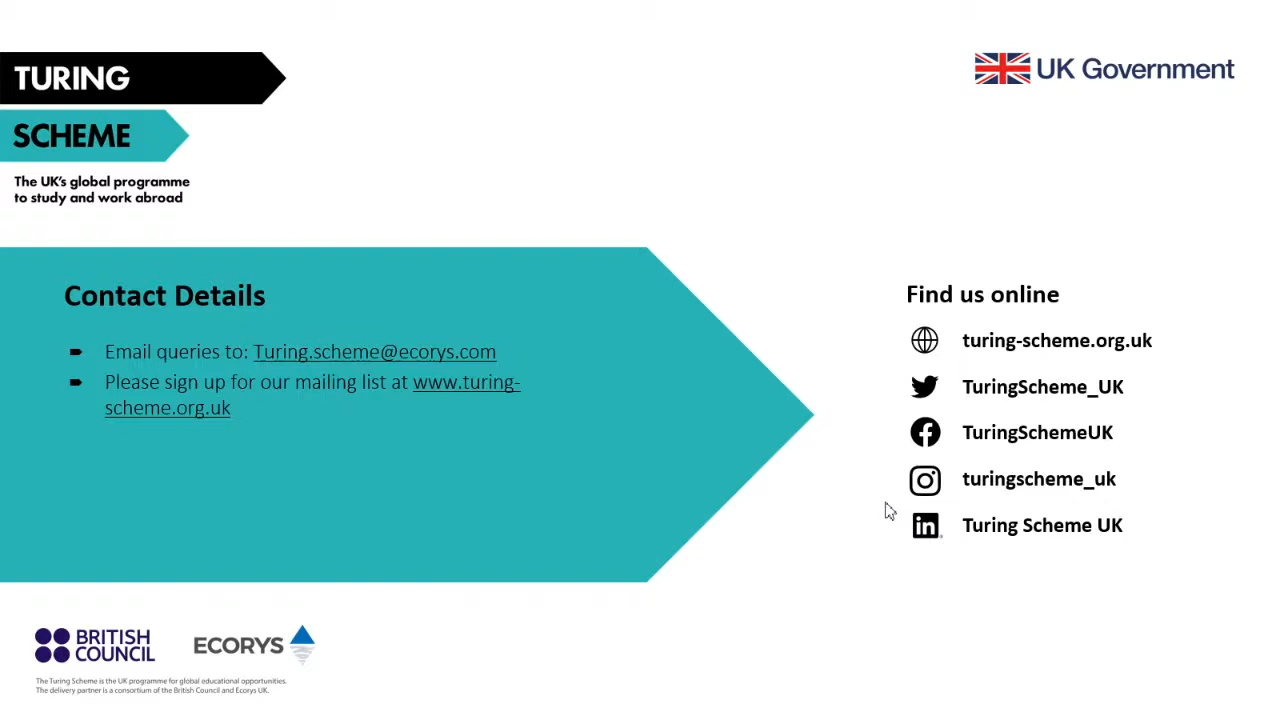 TURING
SCHEME
The UK's global programme
to study and work abroad
UK Government
Contact Details
Email queries to: Turing.scheme@ecorys.com
Please sign up for our mailing list at www.turing-
scheme.org.uk
Find us online
turing-scheme.org.uk
TuringScheme_UK
TuringSchemeUK
turingscheme_uk
in
Turing Scheme UK
BRITISH
COUNCIL
ECORYS
The Turing Scheme is the UK programme for global educational opportunities.
The delivery partner is a consortium of the British Council and Ecorys UK.